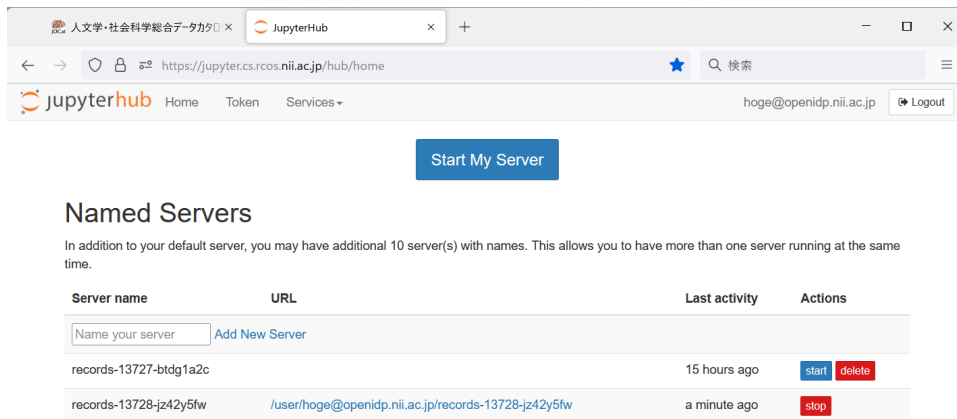 人文学・社会科学総合データカタ
JupyterHub
https://jupyter.cs.rcos.nii.ac.jp/hub/home
検索
jupyterhub Home Token Services
hoge@openidp.nii.ac.jp Logout
Start My Server
Named Servers
In addition to your default server, you may have additional 10 server(s) with names. This allows you to have more than one server running at the same
time.
Server name URL Last activity Actions
Name your server Add New Server
records-13727-btdg1a2c 15 hours ago start delete
records-13728-jz42y5fw /user/hoge@openidp.nii.ac.jp/records-13728-jz42y5fw a minute ago stop